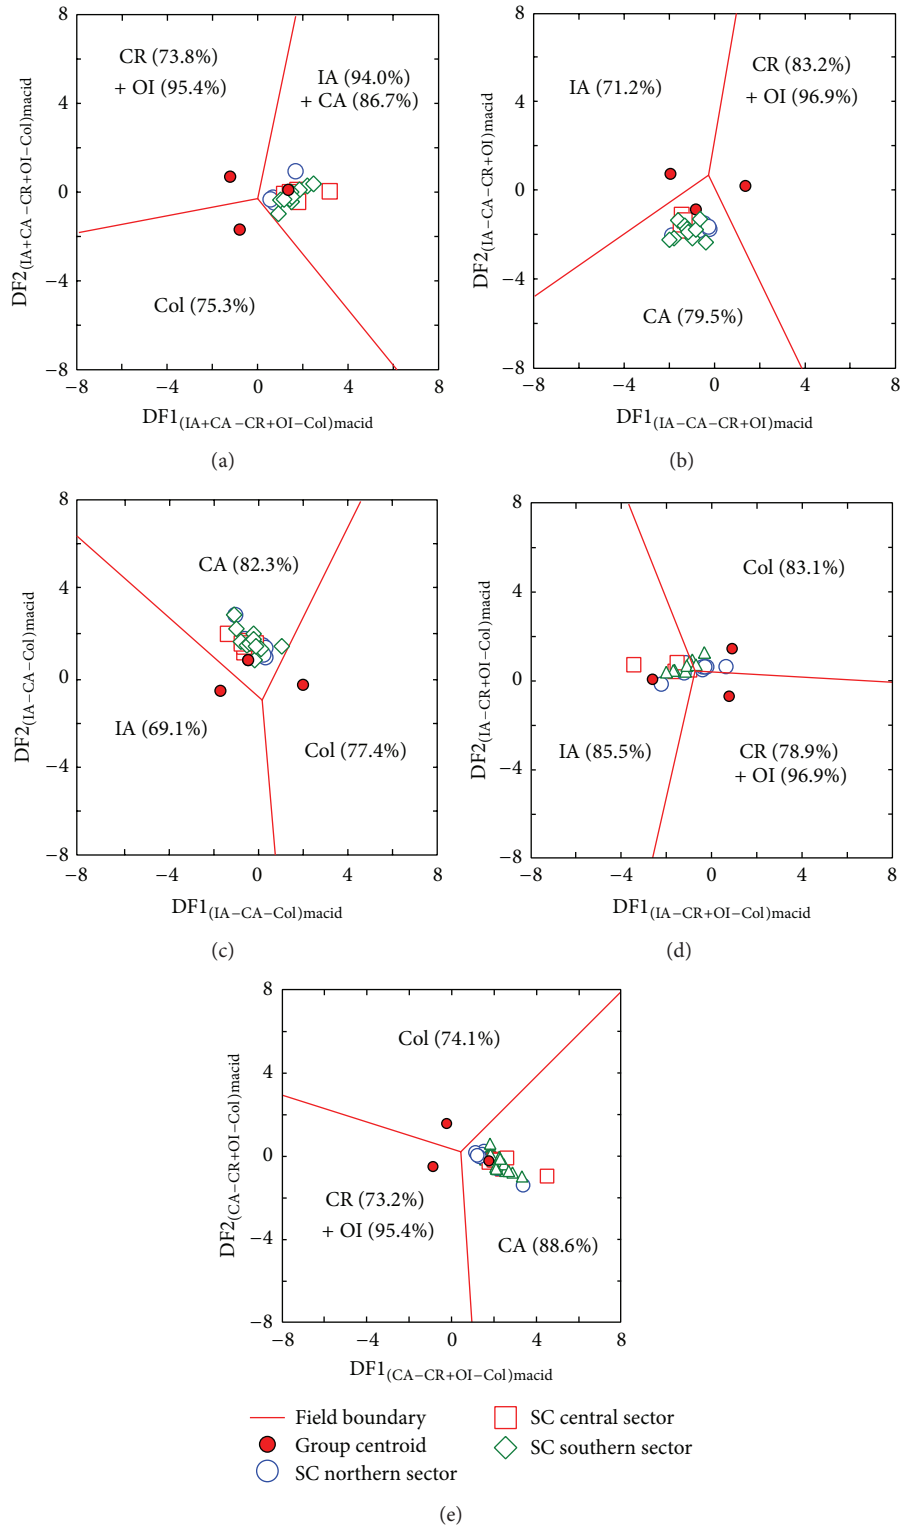 8
4
0
−4
−8
DF2(IA+CA−CR+OI−Col)macid
CR (73.8%)
+ OI (95.4%)
IA (94.0%)
+ CA (86.7%)
Col (75.3%)
−8 −4 0 4 8
DF1(IA+CA−CR+OI−Col)macid
(a)
8
4
0
−4
−8
DF2(IA−CA−CR+OI)macid
IA (71.2%)
CR (83.2%)
+ OI (96.9%)
CA (79.5%)
−8 −4 0 4 8
DF1(IA−CA−CR+OI)macid
(b)
8
4
0
−4
−8
DF2(IA−CA−Col)macid
CA (82.3%)
IA (69.1%)
Col (77.4%)
−8 −4 0 4 8
DF1(IA−CA−Col)macid
(c)
8
4
0
−4
−8
DF2(IA−CR+OI−Col)macid
Col (83.1%)
IA (85.5%)
CR (78.9%)
+ OI (96.9%)
−8 −4 0 4 8
DF1(IA−CR+OI−Col)macid
(d)
8
4
0
−4
−8
DF2(CA−CR+OI−Col)macid
Col (74.1%)
CR (73.2%)
+ OI (95.4%)
CA (88.6%)
−8 −4 0 4 8
DF1(CA−CR+OI−Col)macid
Field boundary
Group centroid
SC northern sector
SC central sector
SC southern sector
(e)